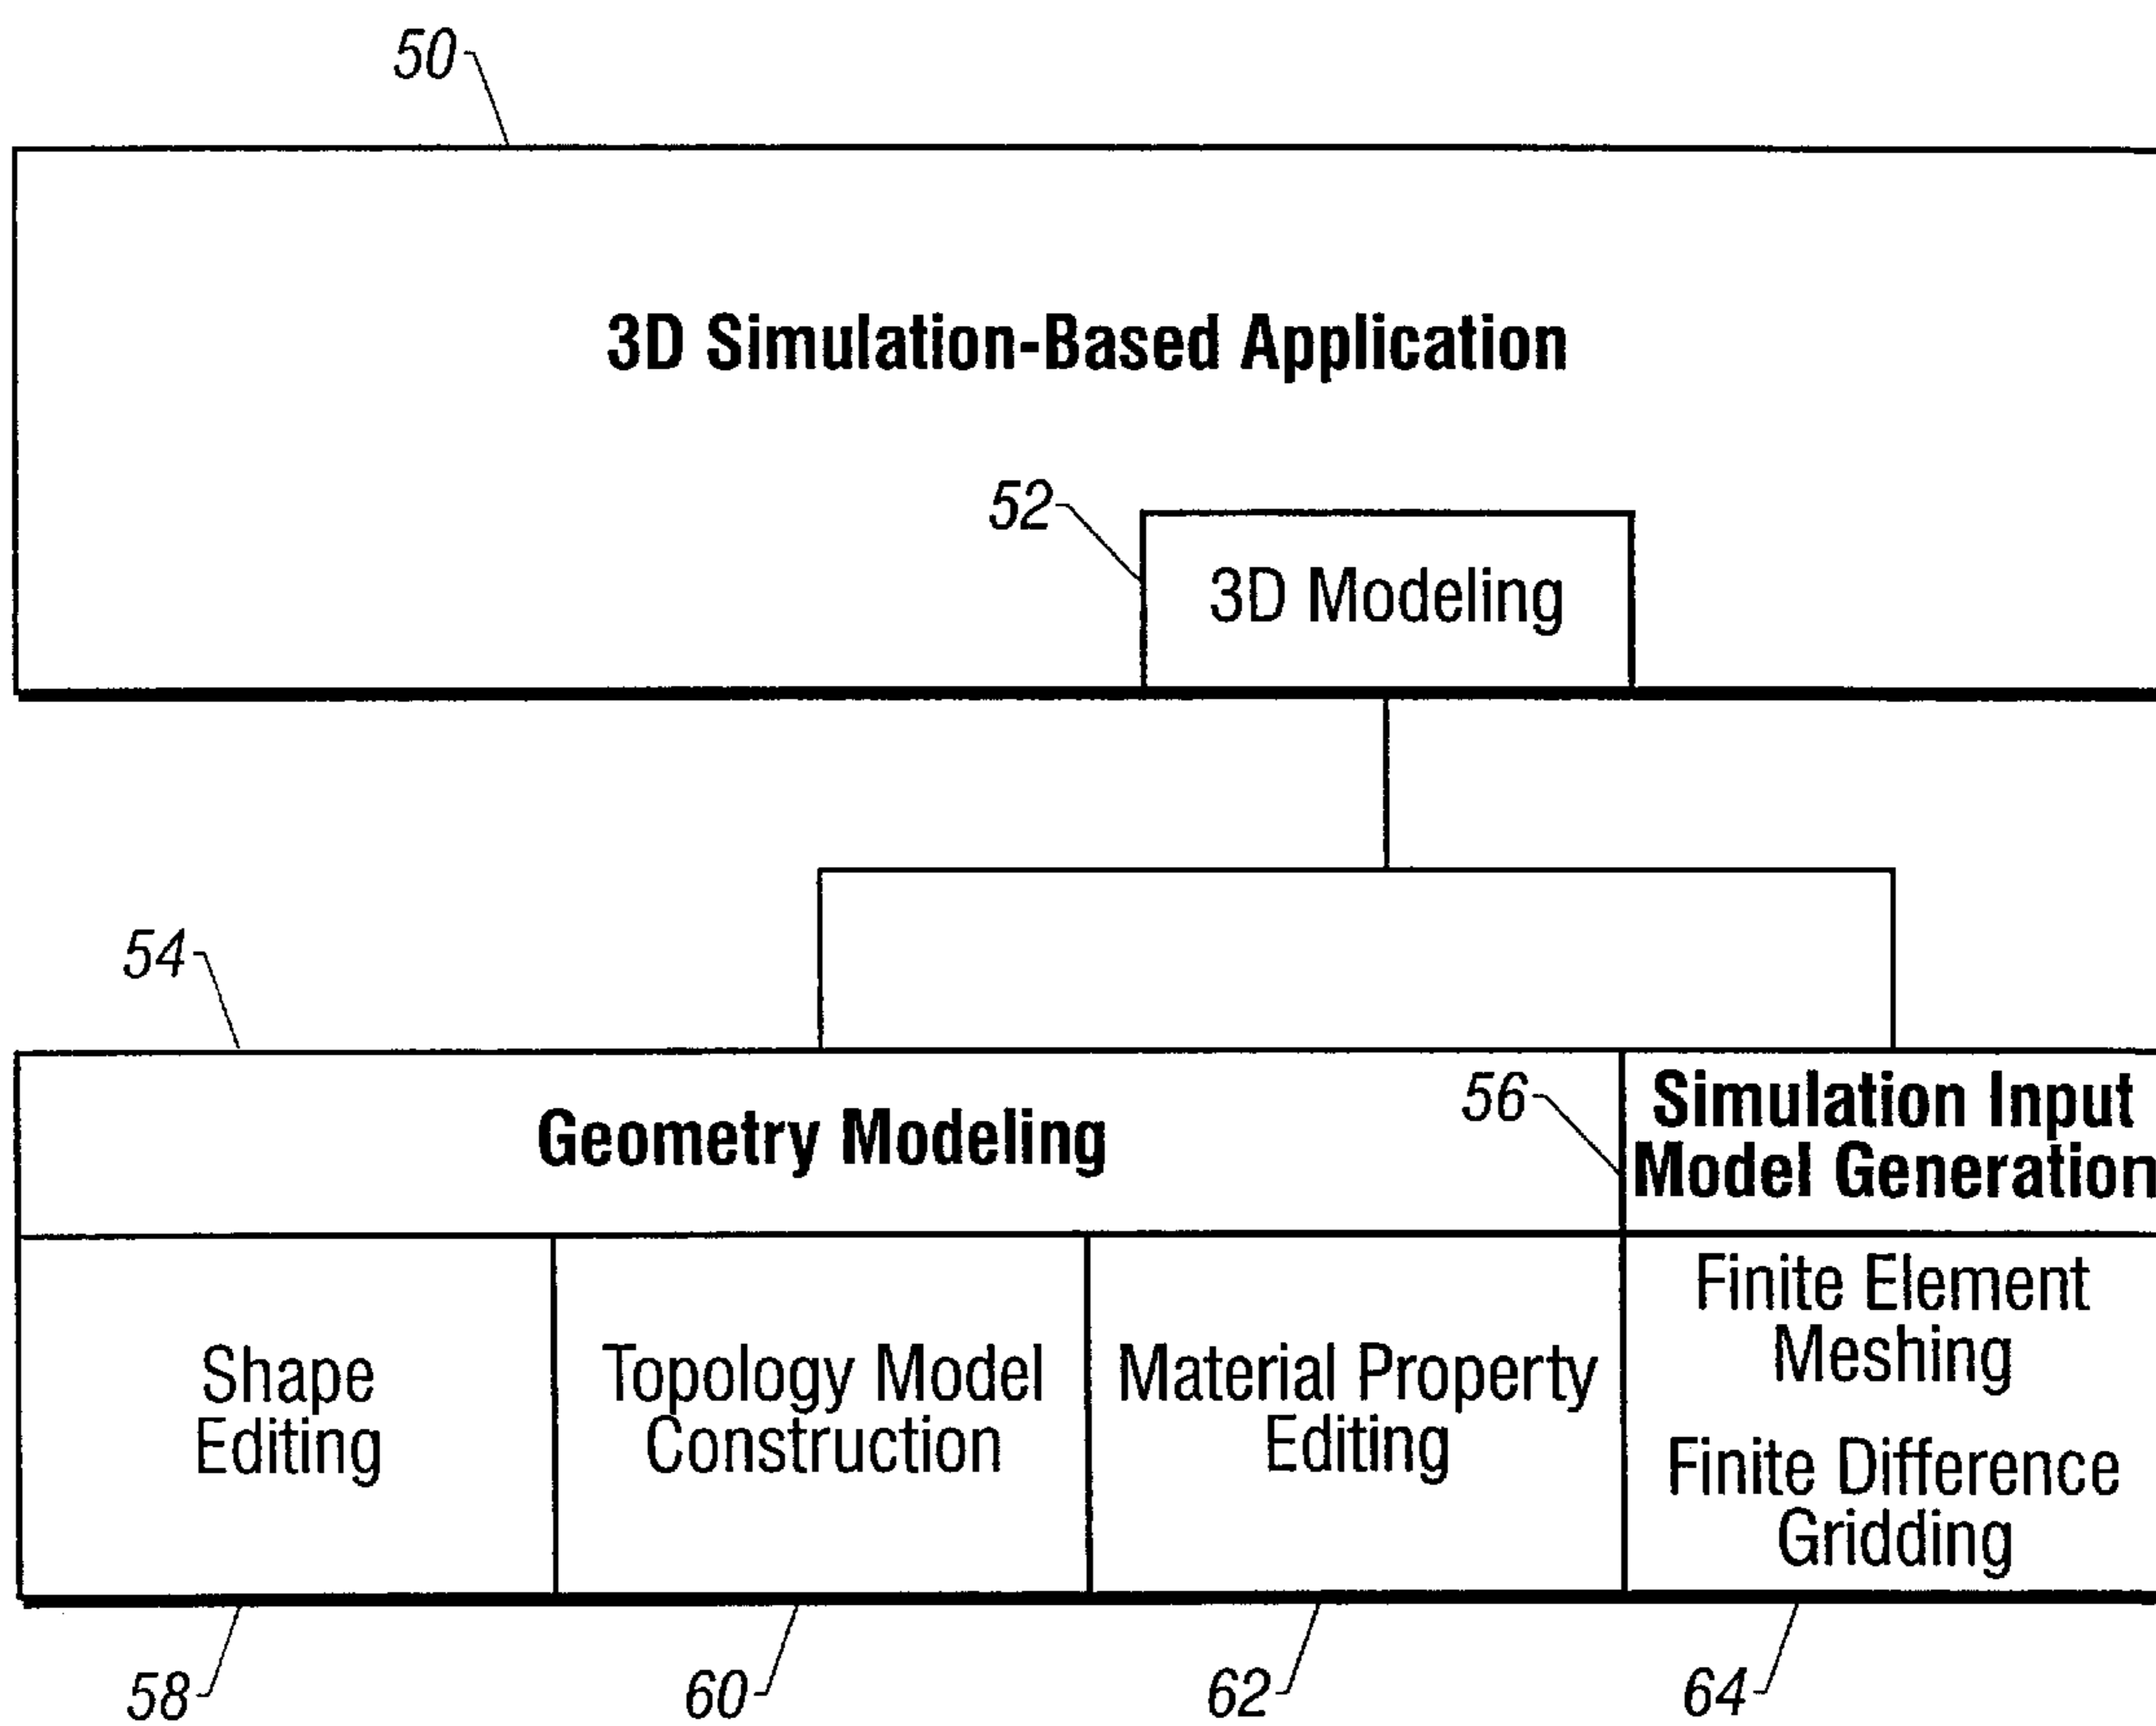 50
3D Simulation-Based Application
52
3D Modeling
54
Geometry Modeling
56
Simulation Input
Model Generation
Shape
Editing
Topology Model
Construction
Material Property
Editing
Finite Element
Meshing
Finite Difference
Gridding
58
60
62
64